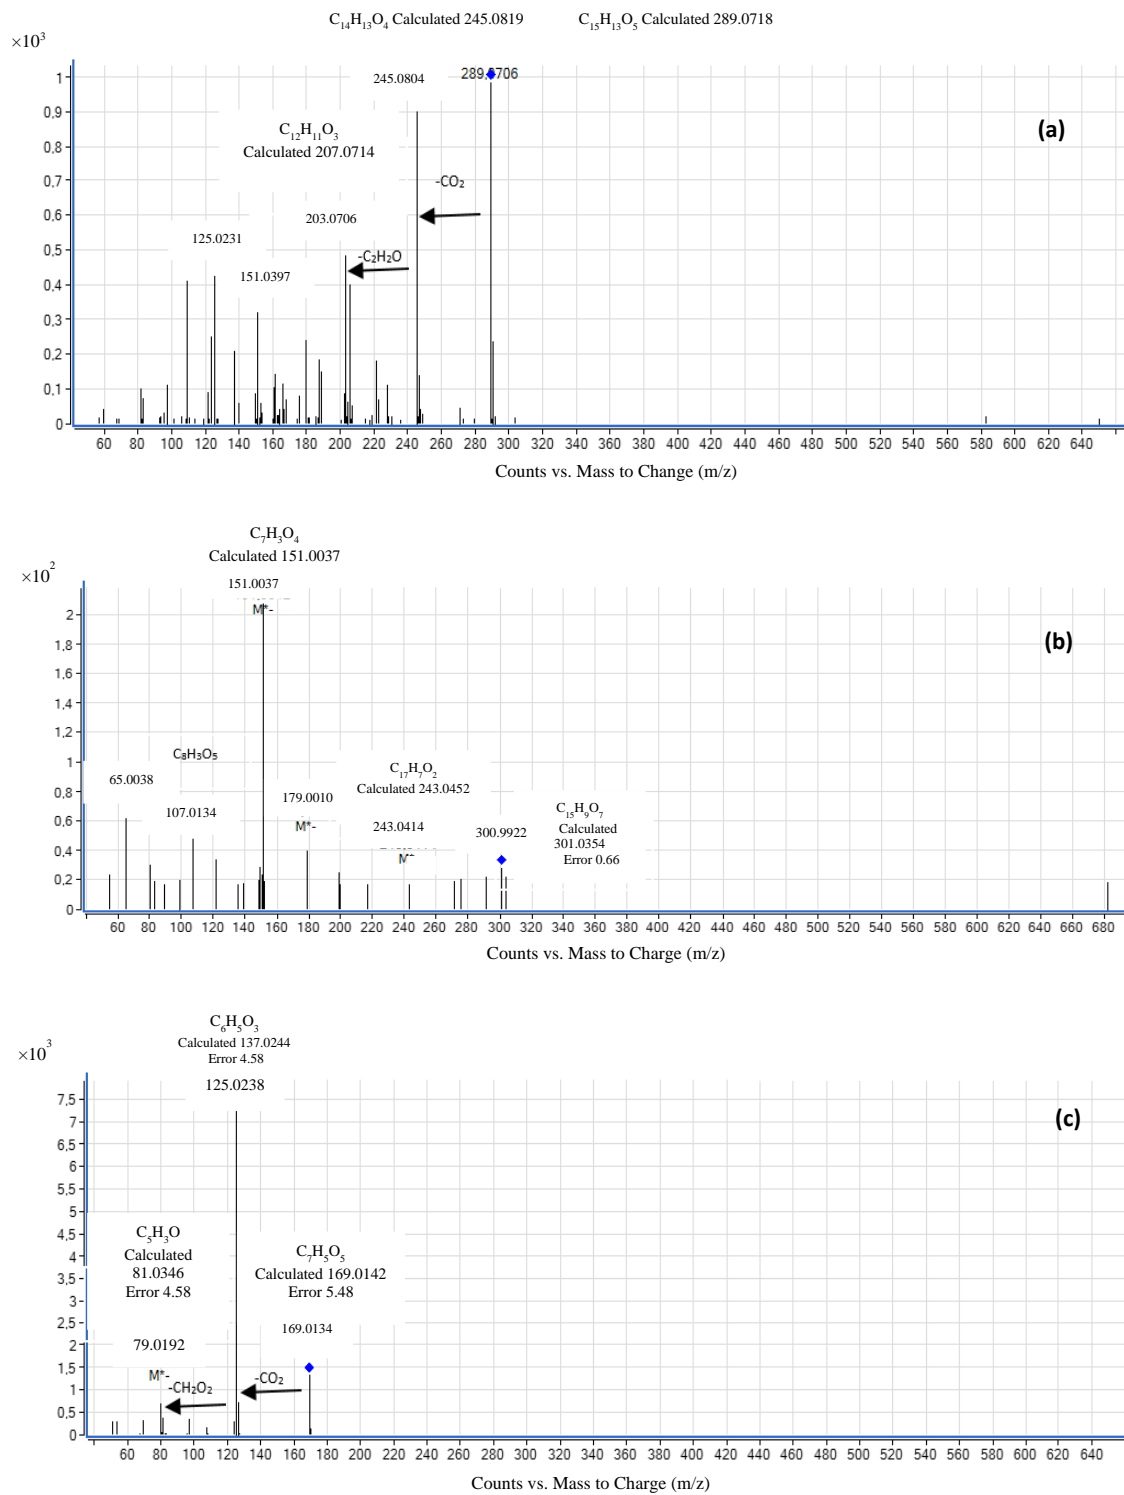 C14H13O4 Calculated 245.0819 C15H13O5 Calculated 289.0718
×10^3
245.0804 289.0706
C12H11O3
Calculated 207.0714
(a)
-CO2
203.0706
125.0231
-C2H2O
151.0397
1
0,9
0,8
0,7
0,6
0,5
0,4
0,3
0,2
0,1
0
60 80 100 120 140 160 180 200 220 240 260 280 300 320 340 360 380 400 420 440 460 480 500 520 540 560 580 600 620 640
Counts vs. Mass to Change (m/z)
C7H3O4
Calculated 151.0037
×10^2
151.0037
M*-
(b)
C8H3O5
65.0038
107.0134
179.0010
M*-
C17H7O2
Calculated 243.0452
243.0414
300.9922
C15H9O7
Calculated
301.0354
Error 0.66
2
1,8
1,6
1,4
1,2
1
0,8
0,6
0,4
0,2
0
60 80 100 120 140 160 180 200 220 240 260 280 300 320 340 360 380 400 420 440 460 480 500 520 540 560 580 600 620 640 660 680
Counts vs. Mass to Charge (m/z)
C6H5O3
Calculated 137.0244
Error 4.58
×10^3
125.0238
(c)
C5H3O
Calculated
81.0346
Error 4.58
C7H5O5
Calculated 169.0142
Error 5.48
169.0134
79.0192
M*-
-CH2O2
-CO2
7,5
7
6,5
6
5,5
5
4,5
4
3,5
3
2,5
2
1,5
1
0,5
0
60 80 100 120 140 160 180 200 220 240 260 280 300 320 340 360 380 400 420 440 460 480 500 520 540 560 580 600 620 640
Counts vs. Mass to Charge (m/z)